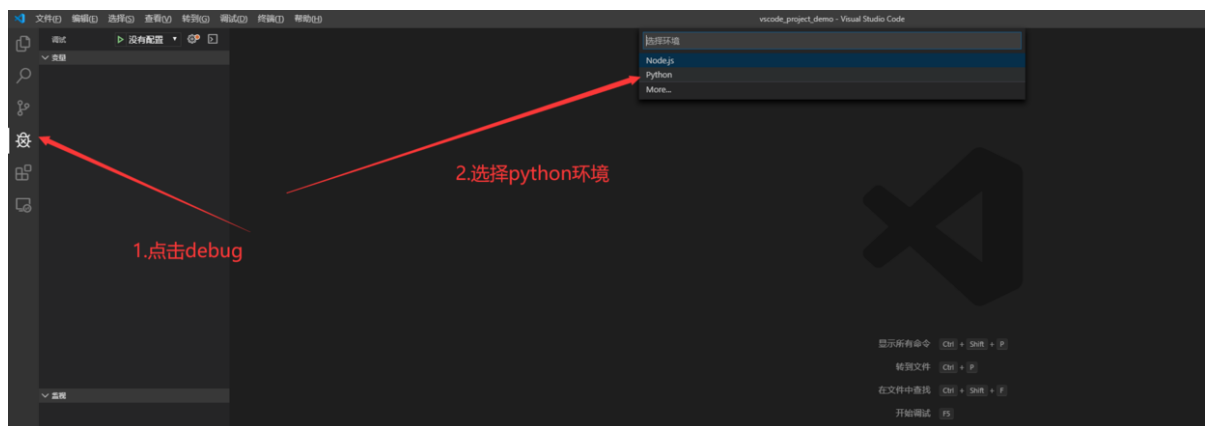 文件(F) 编辑(E) 选择(S) 查看(V) 转到(G) 调试(D) 终端(T) 帮助(H)
vscode_project_demo - Visual Studio Code
调试 没有配置
变量
选择环境
Node.js
Python
More...
2.选择python环境
1.点击debug
显示所有命令 Ctrl + Shift + P
转到文件 Ctrl + P
在文件中查找 Ctrl + Shift + F
开始调试 F5
监视